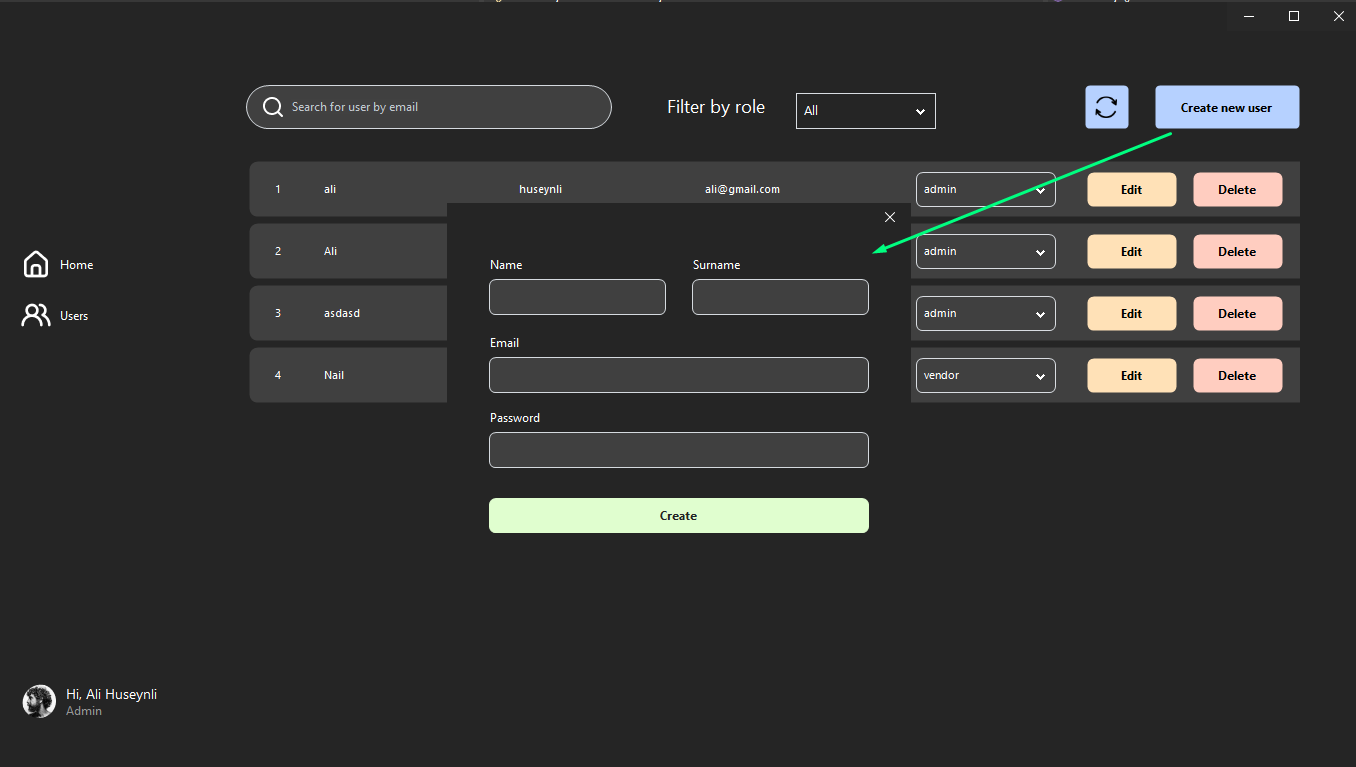 Search for user by email
Filter by role
All
Create new user
1 ali huseynli ali@gmail.com admin Edit Delete
2 Ali admin Edit Delete
3 asdasd admin Edit Delete
4 Nail vendor Edit Delete
Name Surname
Email
Password
Create
Home
Users
Hi, Ali Huseynli
Admin